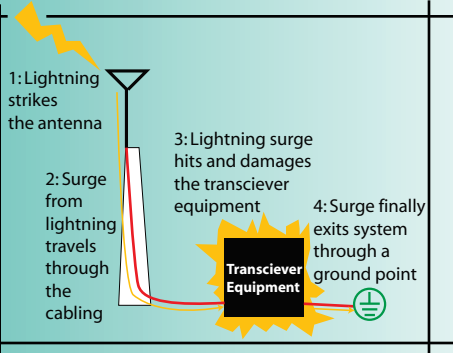 1: Lightning
strikes
the antenna
2: Surge
from
lightning
travels
through
the
cabling
3: Lightning surge
hits and damages
the transciever
equipment
4: Surge finally
exits system
through a
ground point
Transciever
Equipment